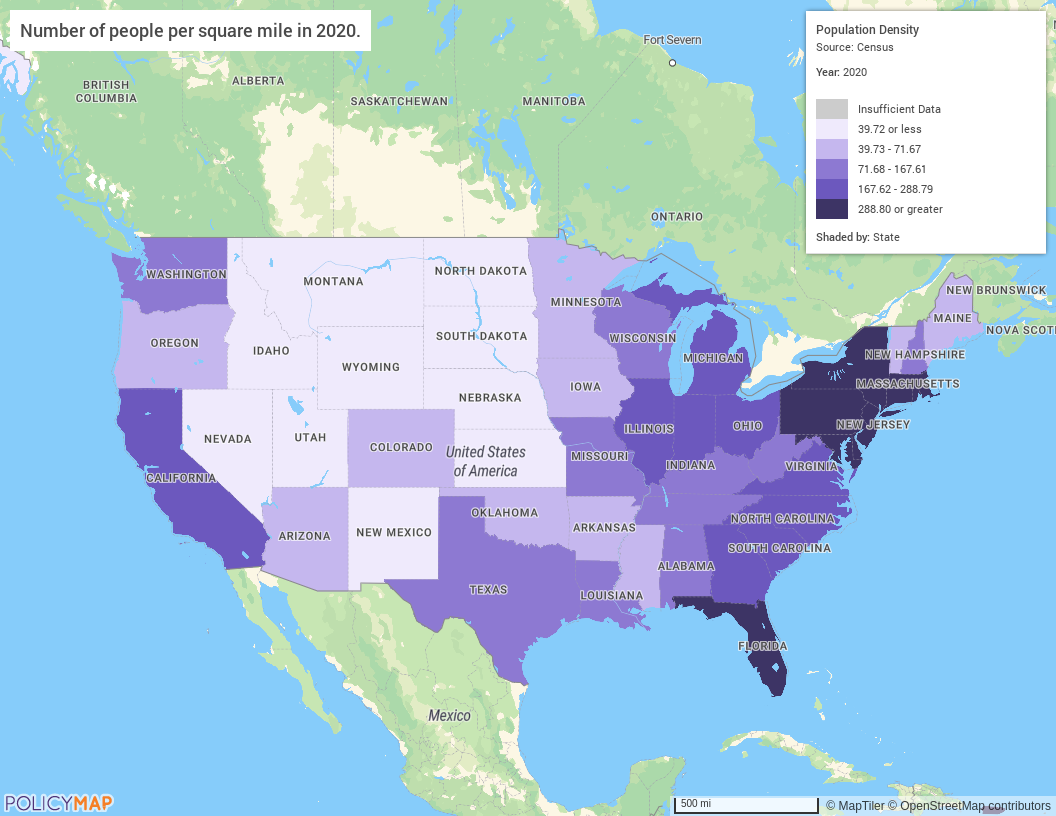 Number of people per square mile in 2020.
Population Density
Source: Census
Year: 2020
Insufficient Data
39.72 or less
39.73 - 71.67
71.68 - 167.61
167.62 - 288.79
288.80 or greater
Shaded by: State
Fort Severn
BRITISH
COLUMBIA
ALBERTA
SASKATCHEWAN
MANITOBA
ONTARIO
NEW BRUNSWICK
NOVA SCOT
MAINE
WASHINGTON
MONTANA
NORTH DAKOTA
MINNESOTA
OREGON
IDAHO
SOUTH DAKOTA
WISCONSIN
MICHIGAN
NEW HAMPSHIRE
WYOMING
IOWA
MASSACHUSETTS
NEBRASKA
NEVADA
UTAH
COLORADO
United States
of America
ILLINOIS
OHIO
NEW JERSEY
MISSOURI
INDIANA
VIRGINIA
CALIFORNIA
ARIZONA
NEW MEXICO
OKLAHOMA
ARKANSAS
NORTH CAROLINA
SOUTH CAROLINA
ALABAMA
TEXAS
LOUISIANA
FLORIDA
Mexico
POLICYMAP
500 mi
© MapTiler © OpenStreetMap contributors